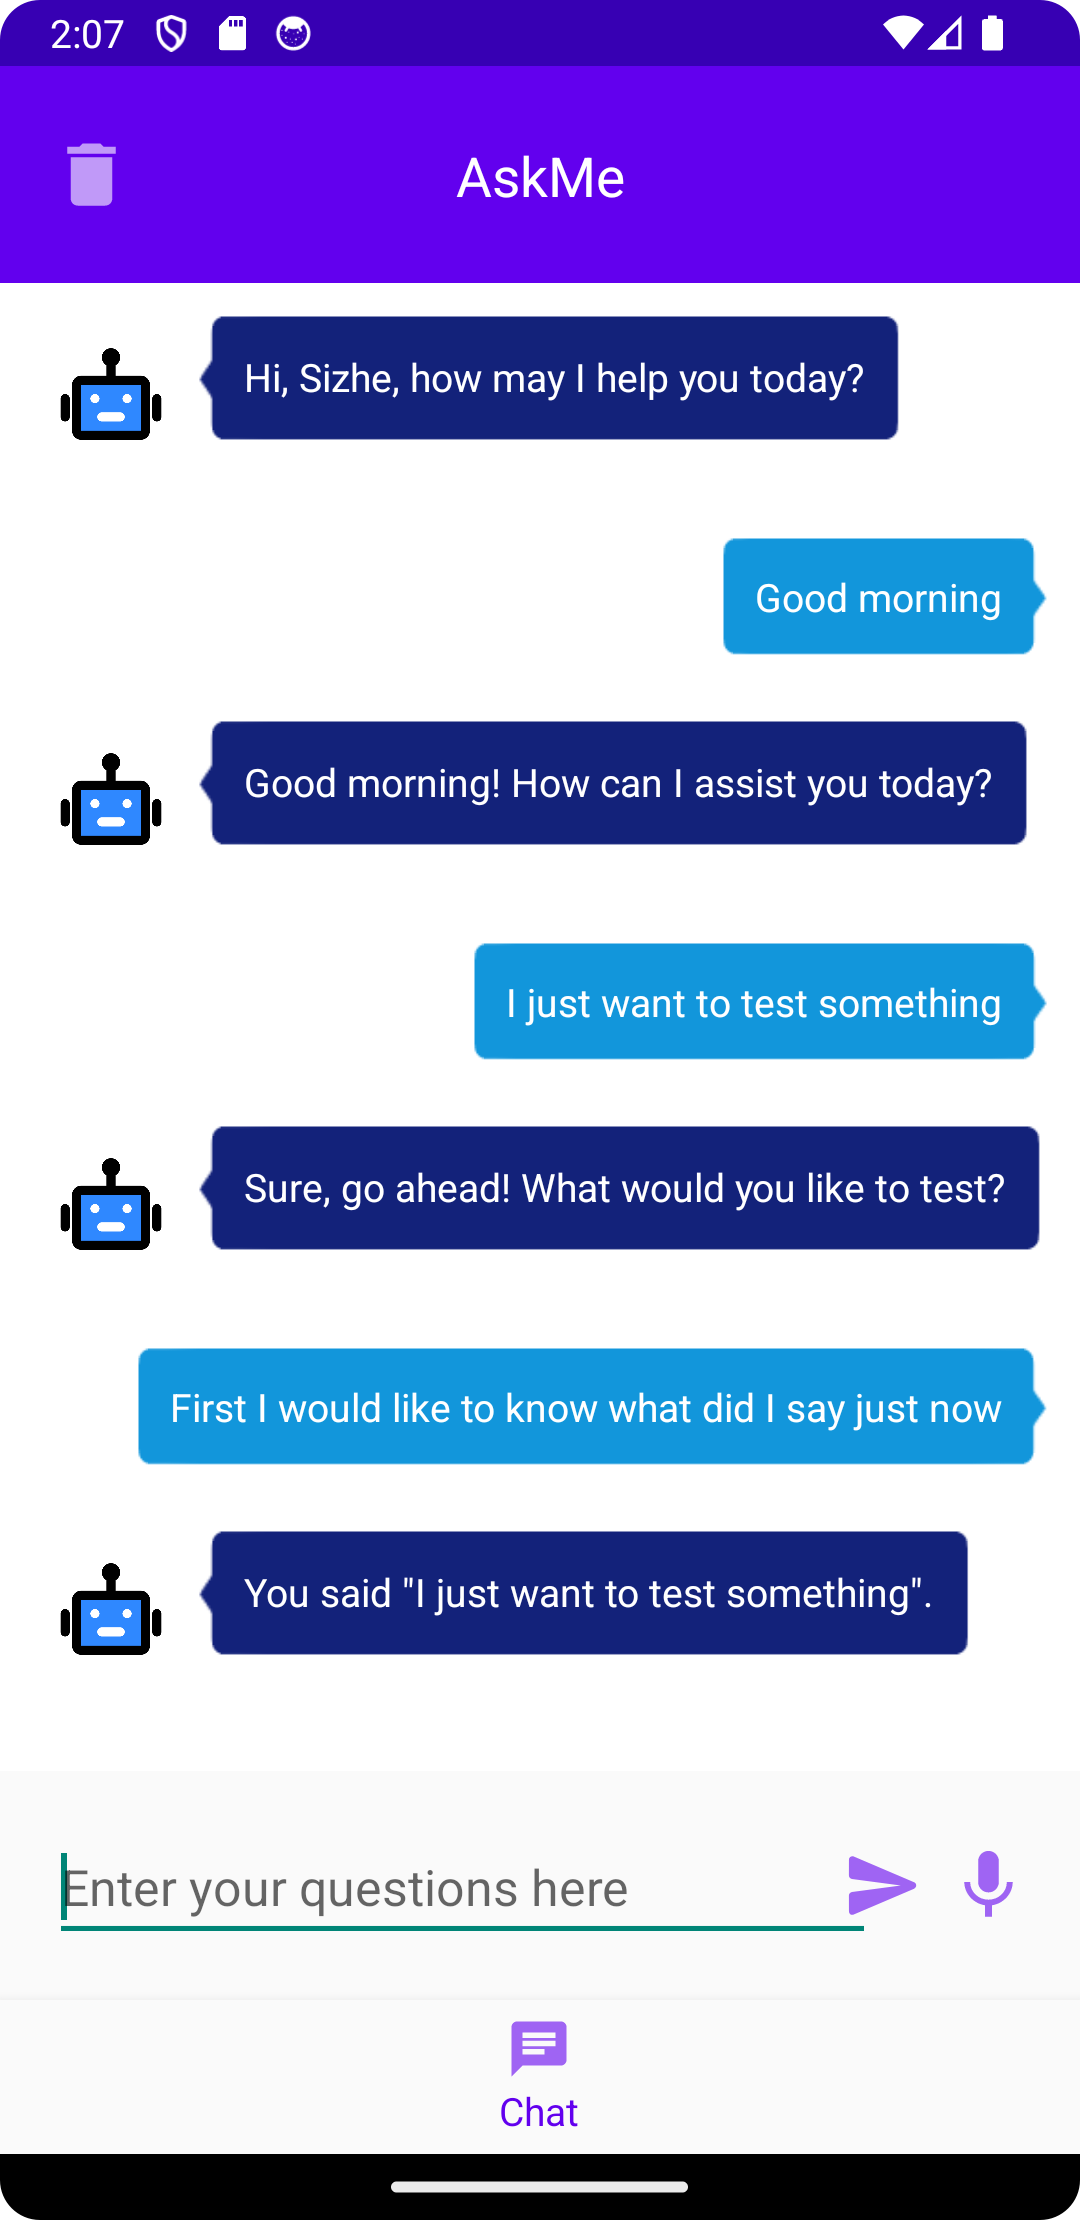 2:07
AskMe
Hi, Sizhe, how may I help you today?
Good morning
Good morning! How can I assist you today?
I just want to test something
Sure, go ahead! What would you like to test?
First I would like to know what did I say just now
You said "I just want to test something".
Enter your questions here
Chat